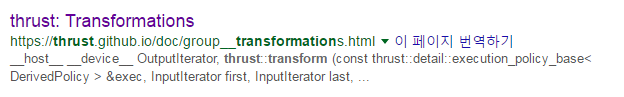 thrust: Transformations
https://thrust.github.io/doc/group__transformations.html ▼ 이 페이지 번역하기
__host__ __device__ OutputIterator, thrust::transform (const thrust::detail::execution_policy_base<
DerivedPolicy > &exec, InputIterator first, InputIterator last, ...